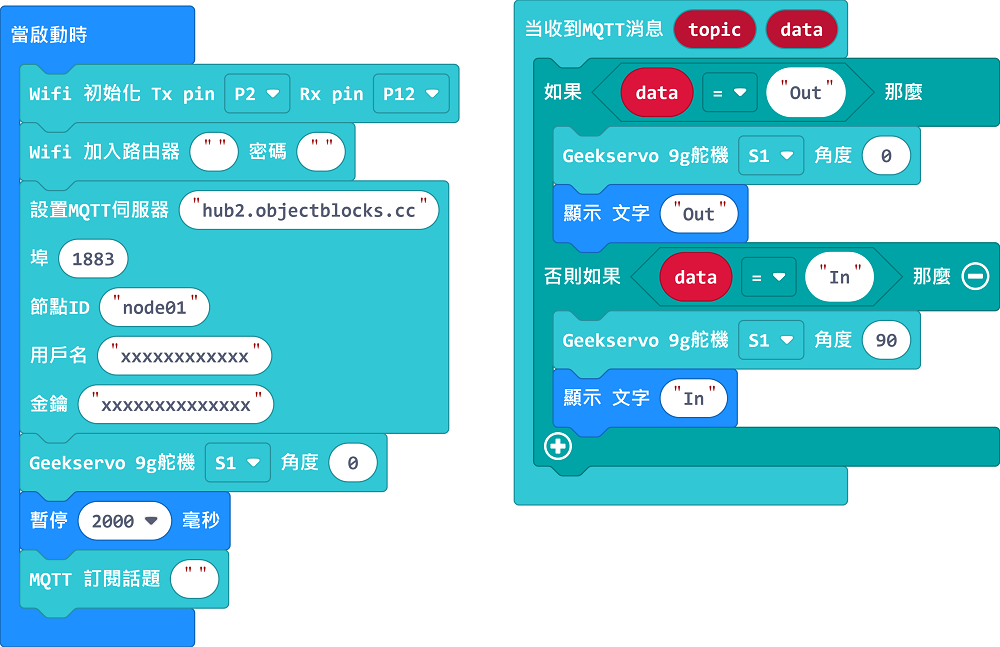 當啟動時
Wifi 初始化 Tx pin P2 Rx pin P12
Wifi 加入路由器 " " 密碼 " "
設置MQTT伺服器 "hub2.objectblocks.cc"
埠 1883
節點ID "node01"
用戶名 "xxxxxxxxxxxx"
金鑰 "xxxxxxxxxxxxxx"
Geekservo 9g舵機 S1 角度 0
暫停 2000 毫秒
MQTT 訂閱話題 " "
当收到MQTT消息 topic data
如果 data = "Out" 那麼
Geekservo 9g舵機 S1 角度 0
顯示 文字 "Out"
否則如果 data = "In" 那麼
Geekservo 9g舵機 S1 角度 90
顯示 文字 "In"